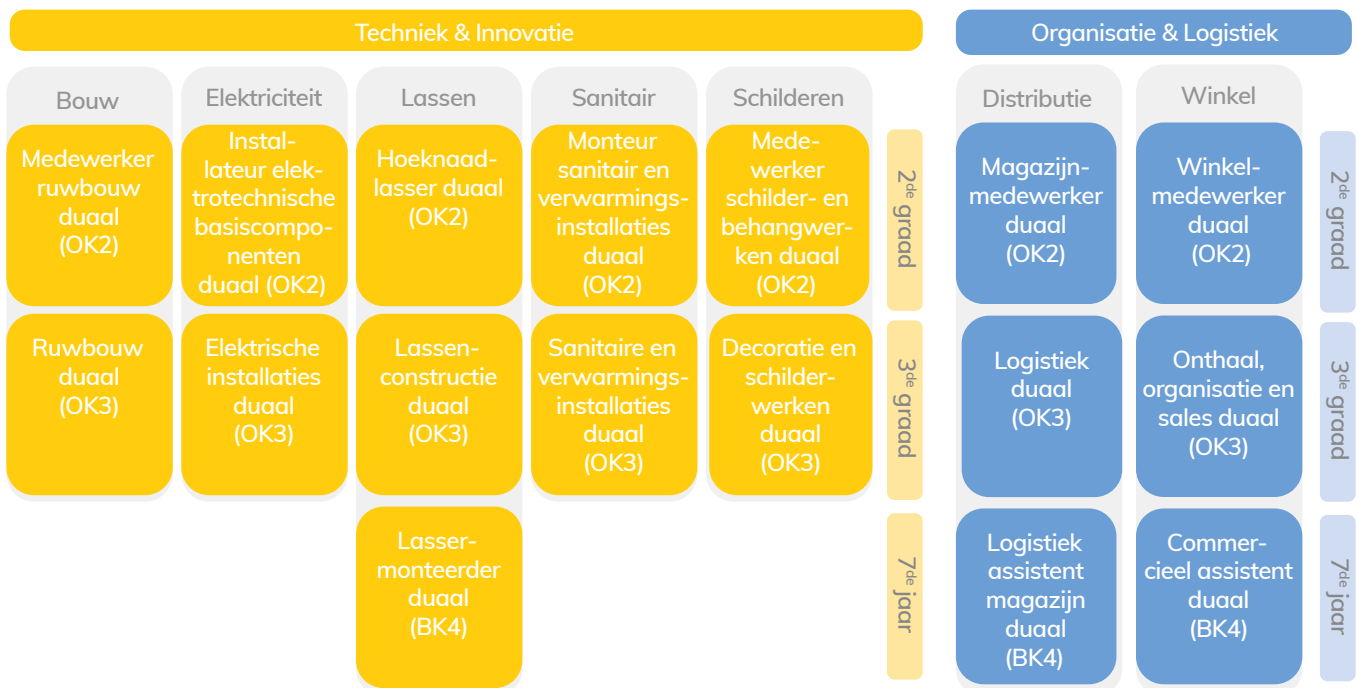 Techniek & Innovatie
Organisatie & Logistiek
Bouw
Elektriciteit
Lassen
Sanitair
Schilderen
Distributie
Winkel
Medewerker
ruwbouw
duaal
(OK2)
Instal-
lateur elek-
trotechnische
basiscompo-
nenten
duaal (OK2)
Hoeknaad-
lasser duaal
(OK2)
Monteur
sanitair en
verwarmings-
installaties
duaal
(OK2)
Mede-
werker
schilder- en
behangwer-
ken duaal
(OK2)
2de graad
Magazijn-
medewerker
duaal
(OK2)
Winkel-
medewerker
duaal
(OK2)
2de graad
Ruwbouw
duaal
(OK3)
Elektrische
installaties
duaal
(OK3)
Lassen-
constructie
duaal
(OK3)
Sanitaire en
verwarmings-
installaties
duaal
(OK3)
Decoratie en
schilder-
werken
duaal
(OK3)
3de graad
Logistiek
duaal
(OK3)
Onthaal,
organisatie en
sales duaal
(OK3)
3de graad
Lasser-
monteerder
duaal
(BK4)
7de jaar
Logistiek
assistent
magazijn
duaal
(BK4)
Commer-
cieel assistent
duaal
(BK4)
7de jaar